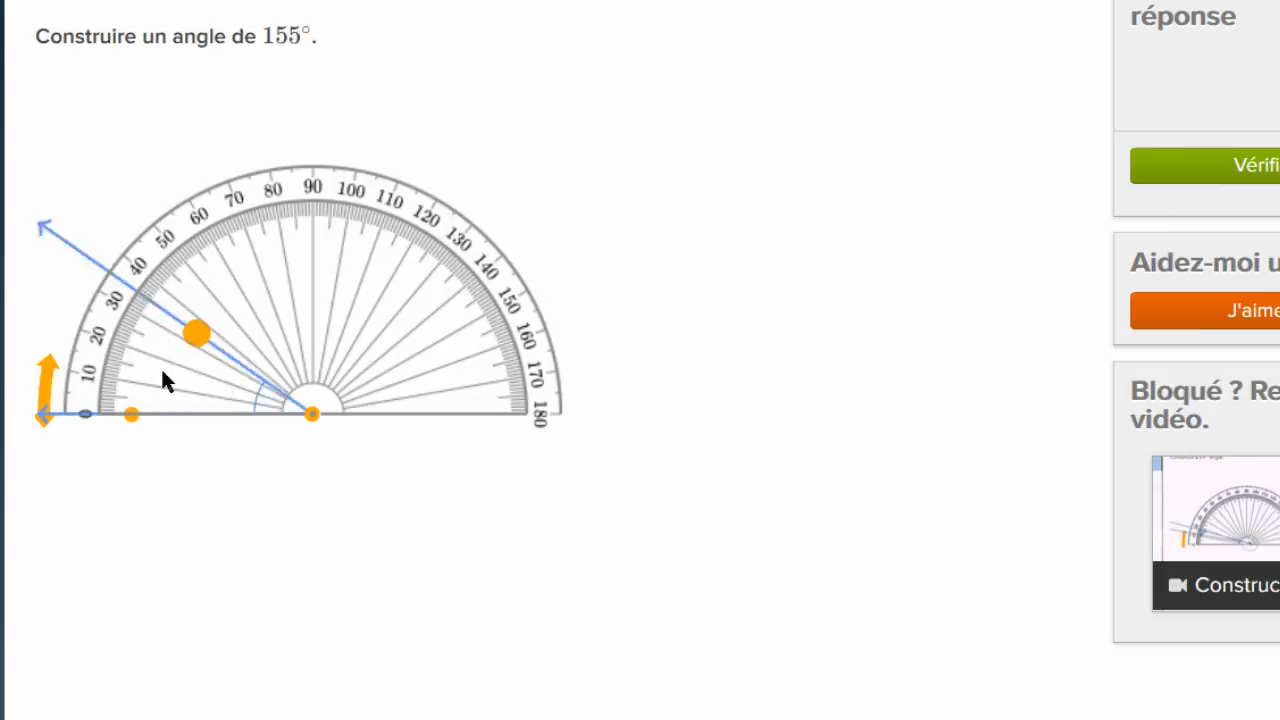 Construire un angle de 155°.
réponse
Vérifi
Aidez-moi u
J'aime
Bloqué ? Re
vidéo.
Construc
0
10
20
30
40
50
60
70
80
90
100
110
120
130
140
150
160
170
180